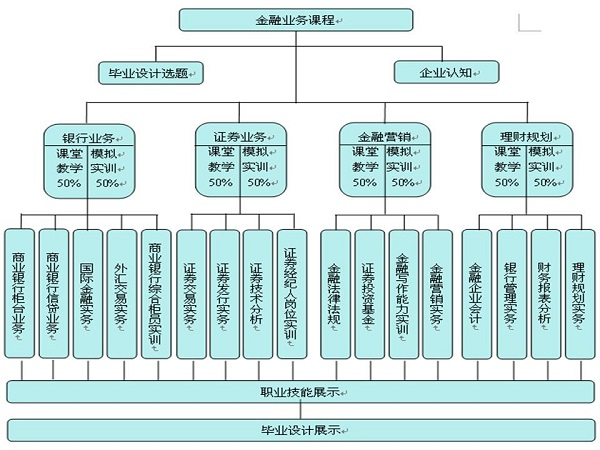 金融业务课程
毕业设计选题
企业认知
银行业务
课堂 模拟
教学 实训
50% 50%
证券业务
课堂 模拟
教学 实训
50% 50%
金融营销
课堂 模拟
教学 实训
50% 50%
理财规划
课堂 模拟
教学 实训
50% 50%
商业银行柜台业务
商业银行信贷业务
国际金融实务
外汇交易实务
商业银行综合柜员实训
证券交易实务
证券发行实务
证券技术分析
证券经纪人岗位实训
金融法律法规
证券投资基金
金融写作能力实训
金融营销实务
金融企业会计
银行管理实务
财务报表分析
理财规划实务
职业技能展示
毕业设计展示